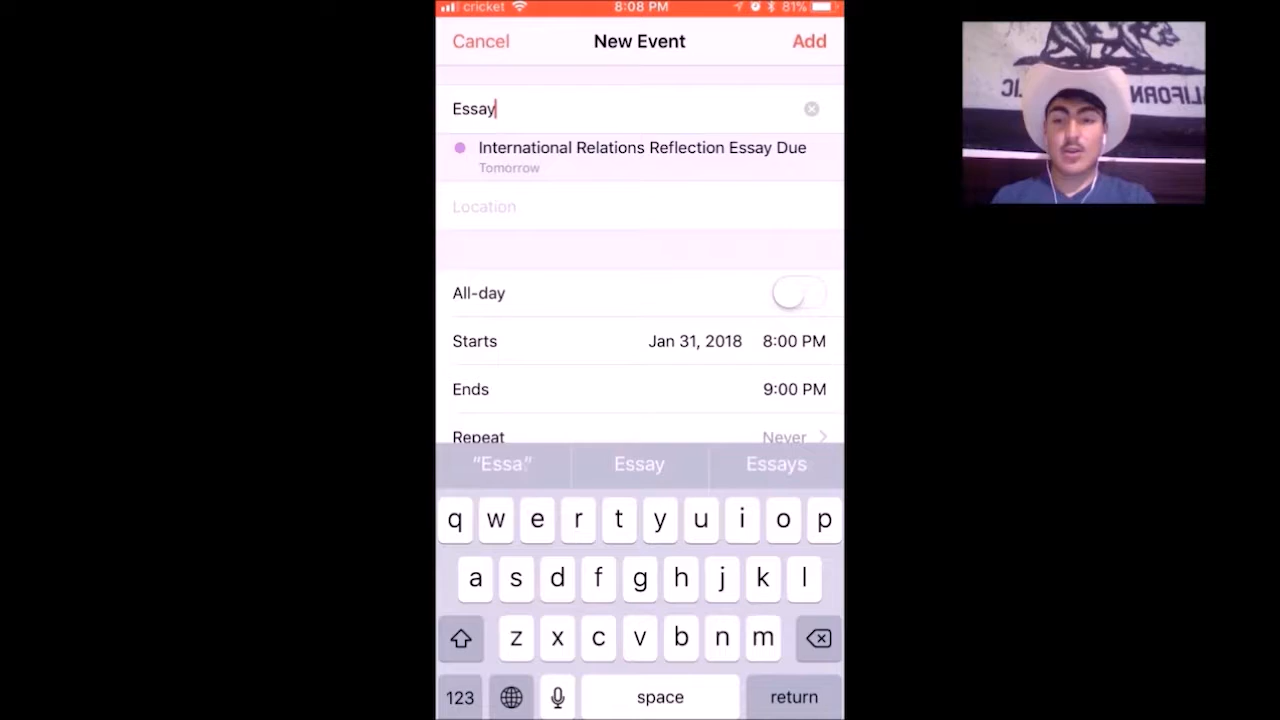 cricket 8:08 PM 81%
Cancel New Event Add
Essay
International Relations Reflection Essay Due
Tomorrow
Location
All-day
Starts Jan 31, 2018 8:00 PM
Ends 9:00 PM
Repeat Never
"Essa" Essay Essays
q w e r t y u i o p
a s d f g h j k l
z x c v b n m
123 space return